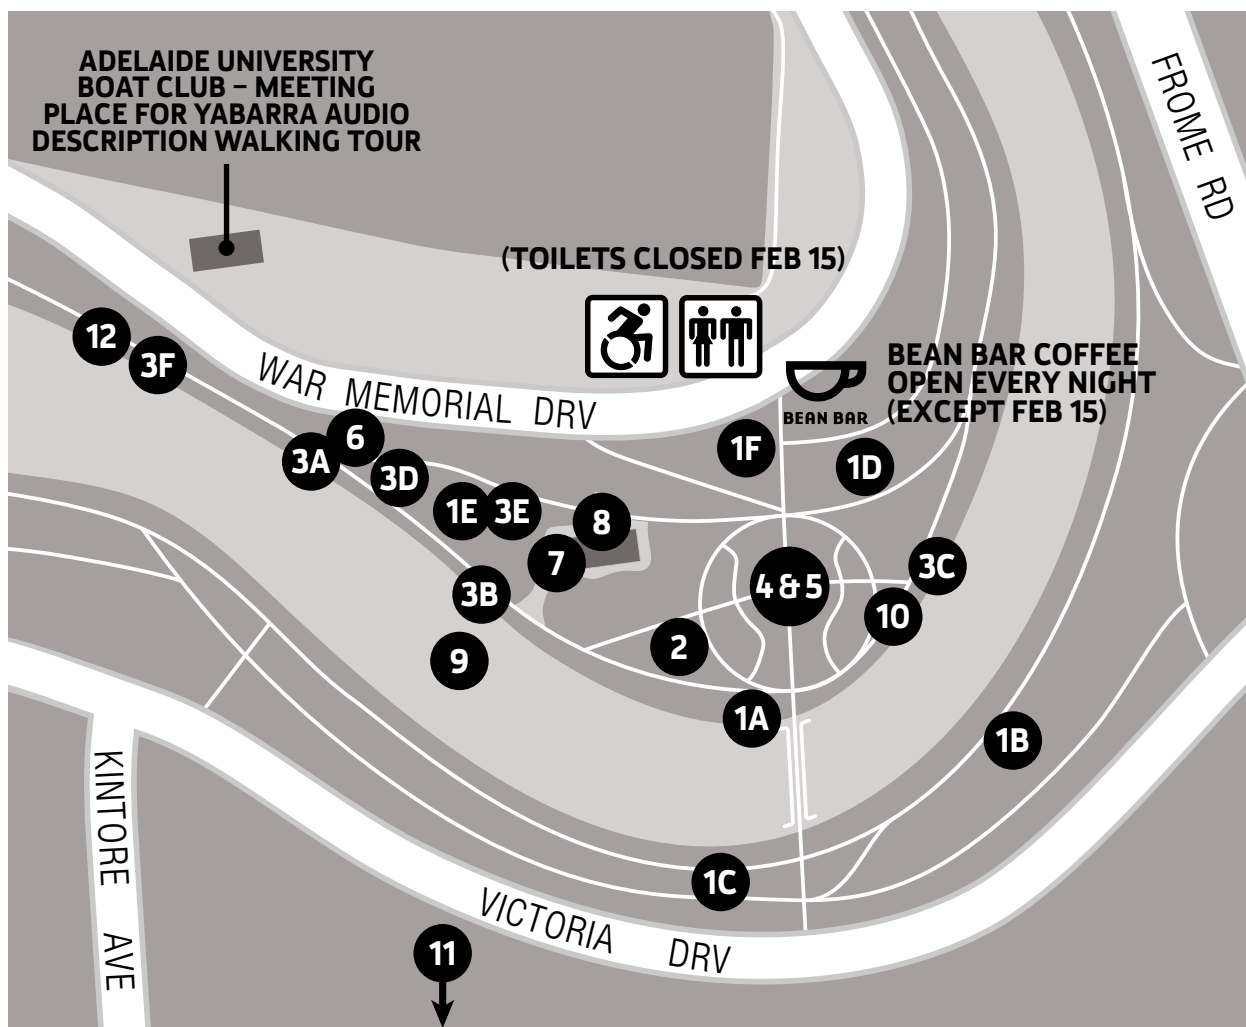 ADELAIDE UNIVERSITY
BOAT CLUB – MEETING
PLACE FOR YABARRA AUDIO
DESCRIPTION WALKING TOUR
FROME RD
(TOILETS CLOSED FEB 15)
12
3F
WAR MEMORIAL DRV
BEAN BAR
BEAN BAR COFFEE
OPEN EVERY NIGHT
(EXCEPT FEB 15)
6
3A
3D
1F
1D
1E
3E
8
7
3B
4 & 5
3C
10
2
9
1A
1B
KINTORE AVE
1C
VICTORIA DRV
11